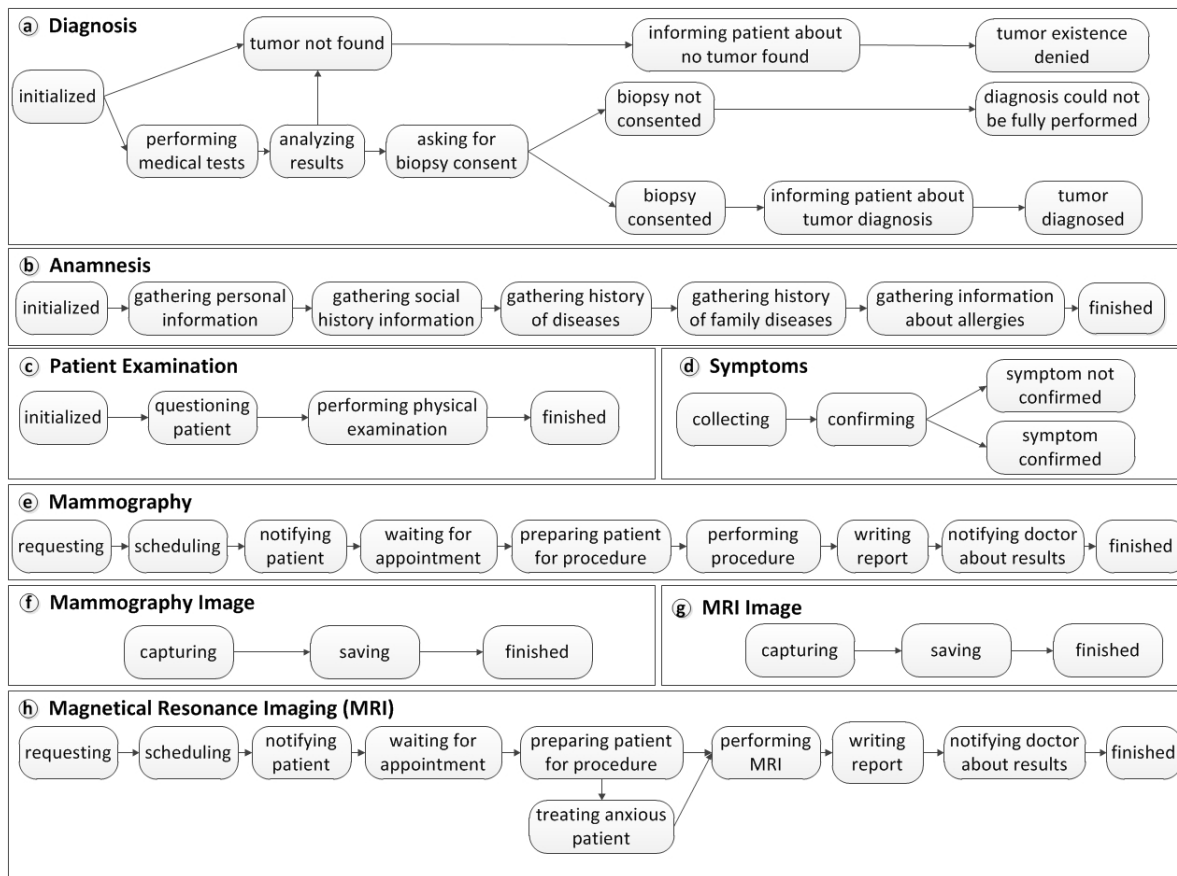 a Diagnosis
tumor not found
informing patient about
no tumor found
tumor existence
denied
initialized
biopsy not
consented
diagnosis could not
be fully performed
performing
medical tests
analyzing
results
asking for
biopsy consent
biopsy
consented
informing patient about
tumor diagnosis
tumor
diagnosed
b Anamnesis
initialized
gathering personal
information
gathering social
history information
gathering history
of diseases
gathering history
of family diseases
gathering information
about allergies
finished
c Patient Examination
initialized
questioning
patient
performing physical
examination
finished
d Symptoms
collecting
confirming
symptom not
confirmed
symptom
confirmed
e Mammography
requesting
scheduling
notifying
patient
waiting for
appointment
preparing patient
for procedure
performing
procedure
writing
report
notifying doctor
about results
finished
f Mammography Image
capturing
saving
finished
g MRI Image
capturing
saving
finished
h Magnetical Resonance Imaging (MRI)
requesting
scheduling
notifying
patient
waiting for
appointment
preparing patient
for procedure
performing
MRI
writing
report
notifying doctor
about results
finished
treating anxious
patient